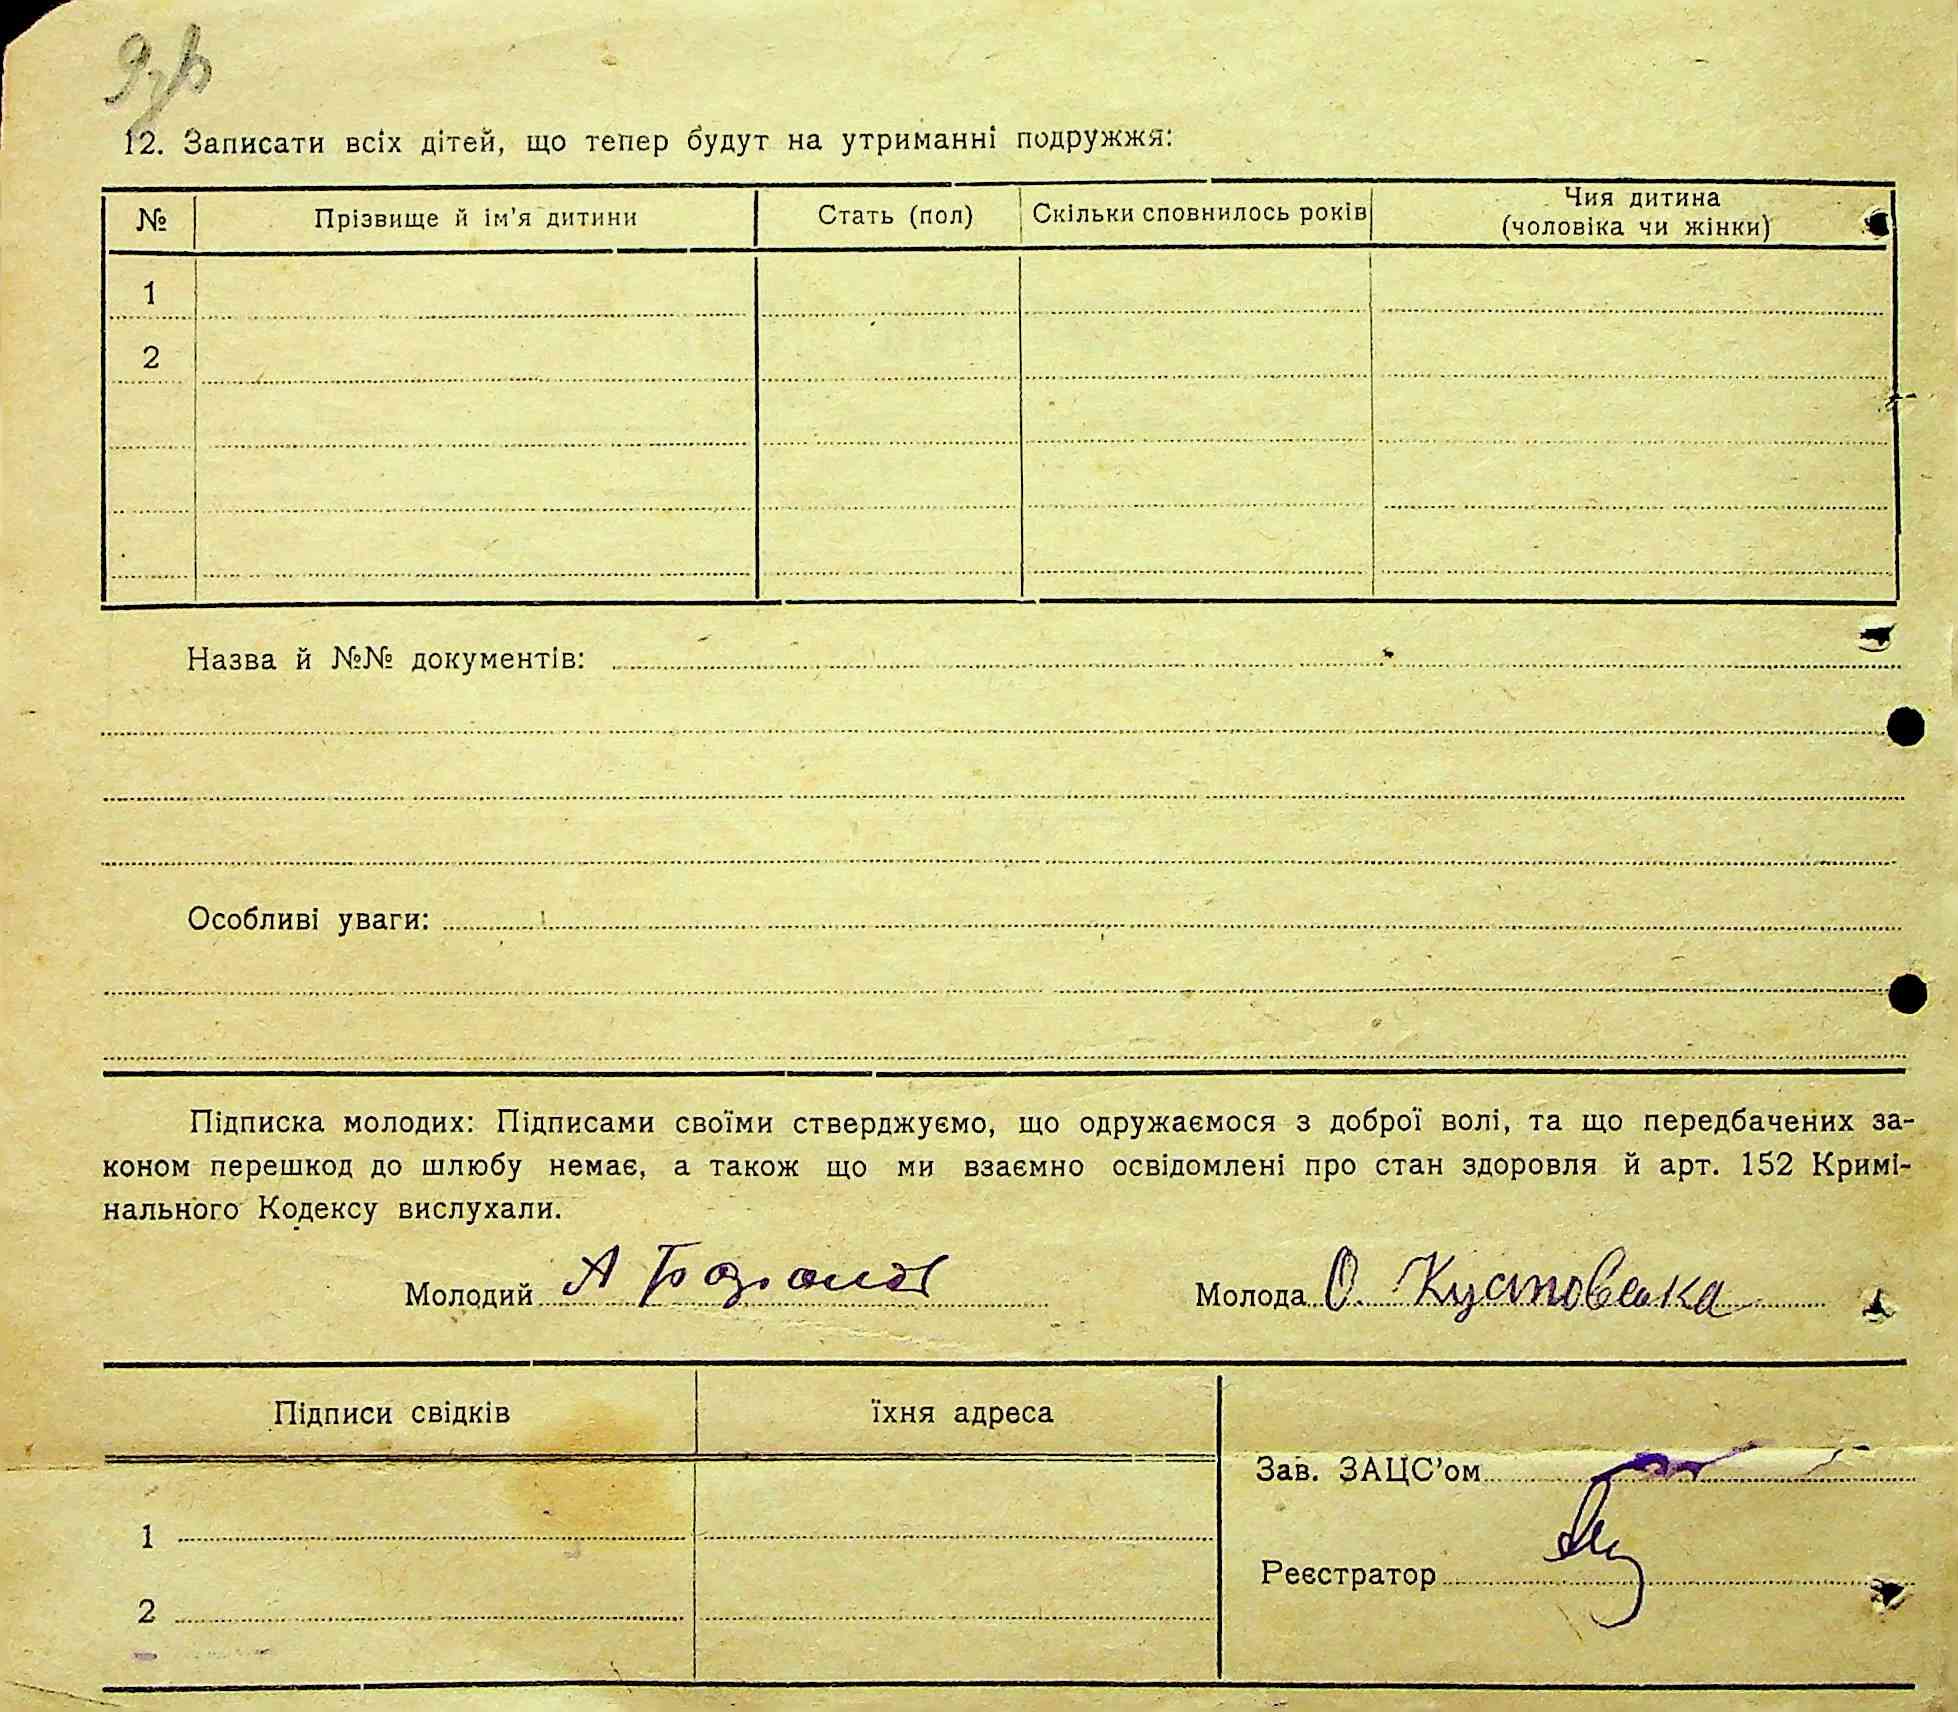 12. Записати всіх дітей, що тепер будут на утриманні подружжя:
№ Прізвище й ім'я дитини Стать (пол) Скільки сповнилось років Чия дитина (чоловіка чи жінки)
1
2
Назва й №№ документів:
Особливі уваги:
Підписка молодих: Підписами своїми стверджуємо, що одружаємося з доброї волі, та що передбачених за-
коном перешкод до шлюбу немає, а також що ми взаємно освідомлені про стан здоровля й арт. 152 Кримі-
нального Кодексу вислухали.
Молодий А Молода О. Кустовська
Підписи свідків їхня адреса
Зав. ЗАЦС'ом
1
Реєстратор
2